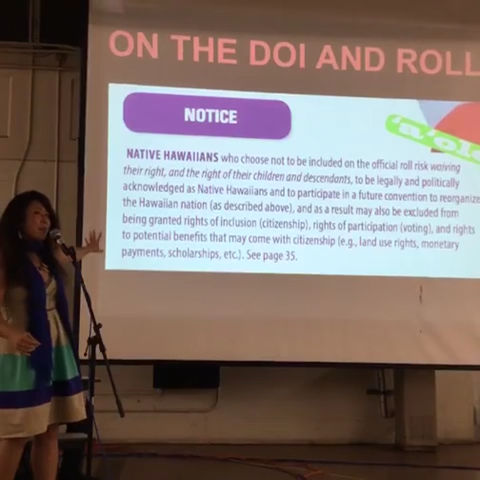 ON THE DOI AND ROLL
NOTICE
NATIVE HAWAIIANS who choose not to be included on the official roll risk waiving
their right, and the right of their children and descendants, to be legally and politically
acknowledged as Native Hawaiians and to participate in a future convention to reorganize
the Hawaiian nation (as described above), and as a result may also be excluded from
being granted rights of inclusion (citizenship), rights of participation (voting), and rights
to potential benefits that may come with citizenship (e.g., land use rights, monetary
payments, scholarships, etc.). See page 35.